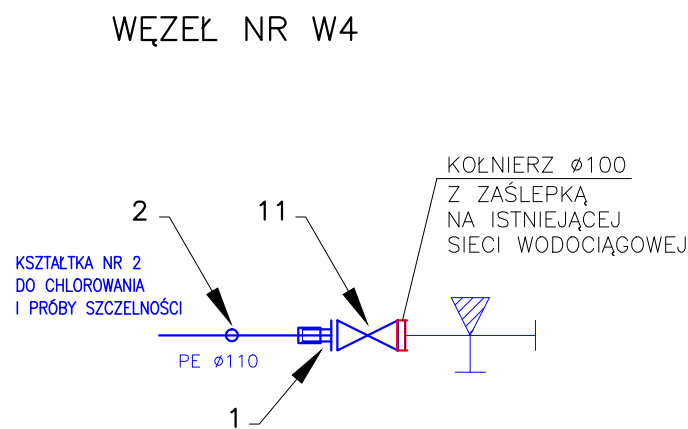 WĘZEŁ NR W4
KOŁNIERZ ø100
Z ZAŚLEPKĄ
NA ISTNIEJĄCEJ
SIECI WODOCIĄGOWEJ
2
11
KSZTAŁTKA NR 2
DO CHLOROWANIA
I PRÓBY SZCZELNOŚCI
PE ø110
1